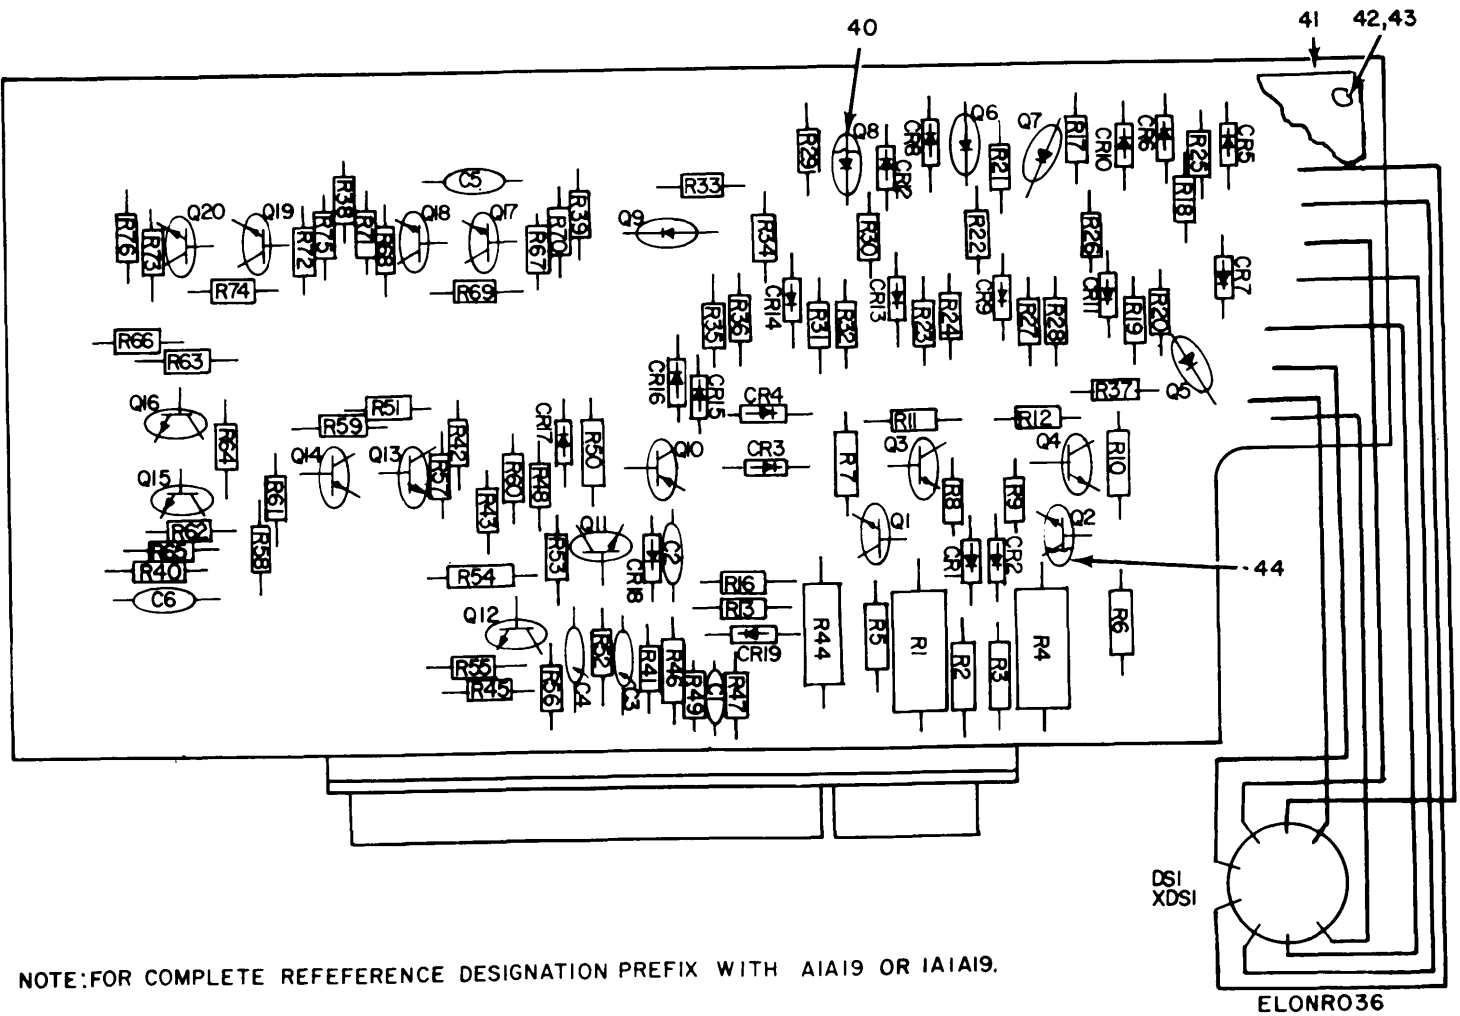 41 42,43
40
Q6
Q7
Q8
CR8
R29
CR12
R21
R17
CR10
CR6
R25
CR5
R18
C5
R33
R38
R39
Q20
Q19
Q18
Q17
Q9
R76
R73
R72
R75
R71
R68
R67
R70
R34
R30
R22
R26
CR7
R74
R69
CR14
CR13
CR9
CR11
R35
R36
R31
R32
R23
R24
R27
R28
R19
R20
R66
R63
CR16
CR15
CR4
R37
Q5
Q16
R51
R59
R64
R42
CR17
R50
R11
R12
Q3
Q4
Q14
Q13
R57
R60
R48
Q10
CR3
R7
R10
Q15
R61
R43
R8
R9
R62
R65
R40
R58
R53
Q11
CR18
C2
Q1
Q2
CR1
CR2
44
C6
R54
R16
R13
CR19
R44
R5
R1
R2
R3
R4
R6
Q12
R55
R45
R56
C4
R52
C3
R41
R46
R49
C1
R47
DS1
XDS1
NOTE:FOR COMPLETE REFEFERENCE DESIGNATION PREFIX WITH A1A19 OR 1A1A19.
ELONR036